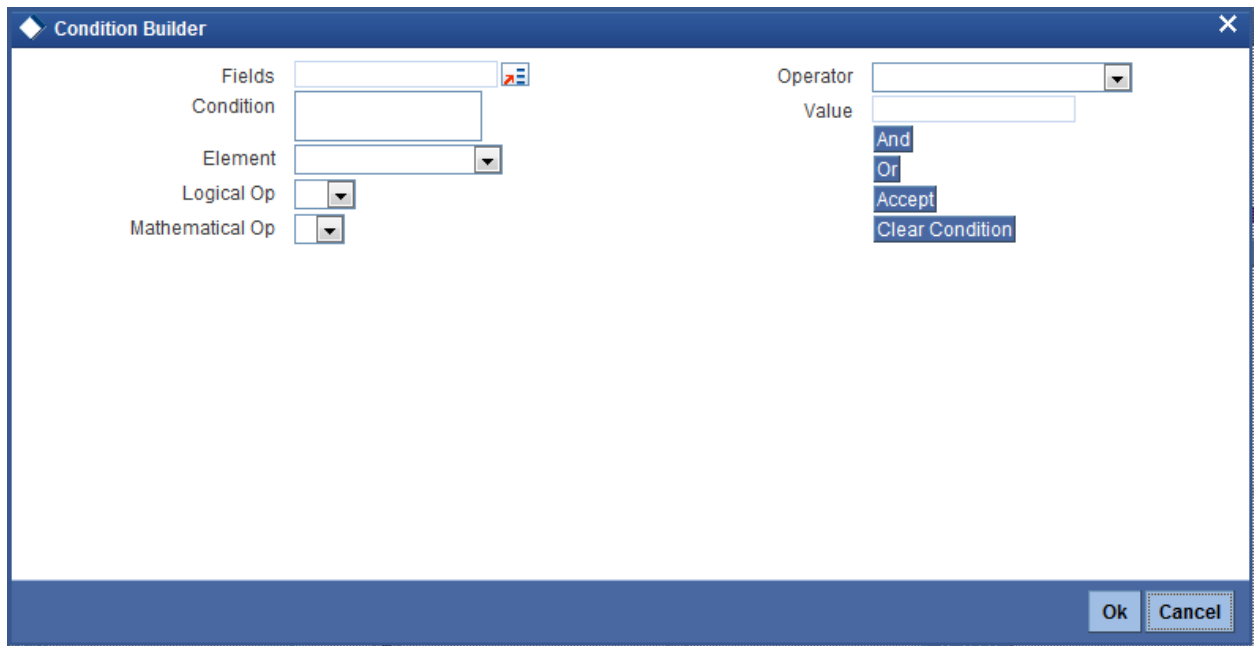 Condition Builder
Fields
Operator
Condition
Value
And
Element
Or
Logical Op
Accept
Mathematical Op
Clear Condition
Ok
Cancel